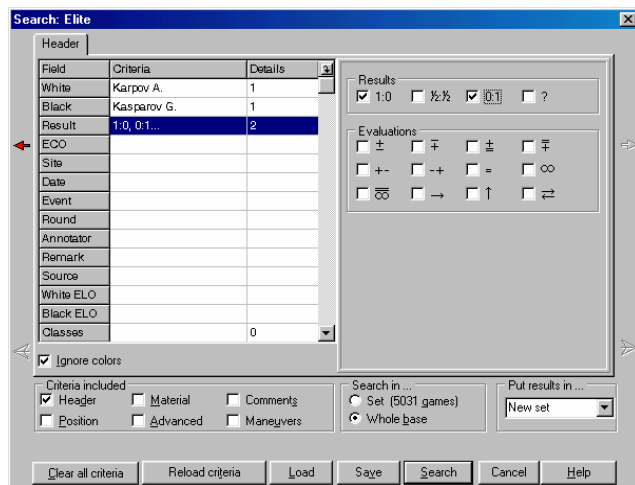 Search: Elite
Header
Field Criteria Details
White Karpov A. 1
Black Kasparov G. 1
Result 1:0, 0:1... 2
ECO
Site
Date
Event
Round
Annotator
Remark
Source
White ELO
Black ELO
Classes 0
Ignore colors
Results
1:0 ½:½ 0:1 ?
Evaluations
± ∓ ⩲ ⩱
+- -+ = ∞
=∞ → ↑ ⇄
Criteria included
Header Material Comments
Position Advanced Maneuvers
Search in ...
Set (5031 games)
Whole base
Put results in ...
New set
Clear all criteria Reload criteria Load Save Search Cancel Help